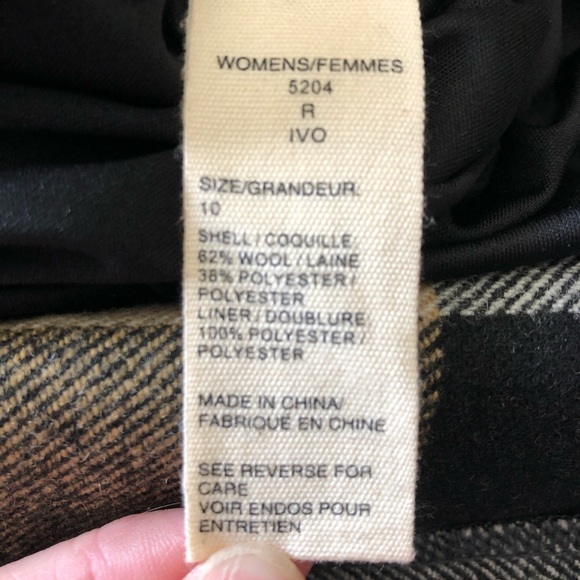 WOMENS/FEMMES
5204
R
IVO
SIZE/GRANDEUR.
10
SHELL/COQUILLE
62% WOOL/LAINE
38% POLYESTER/
POLYESTER
LINER/DOUBLURE
100% POLYESTER/
POLYESTER
MADE IN CHINA/
FABRIQUE EN CHINE
SEE REVERSE FOR
CARE
VOIR ENDOS POUR
ENTRETIEN